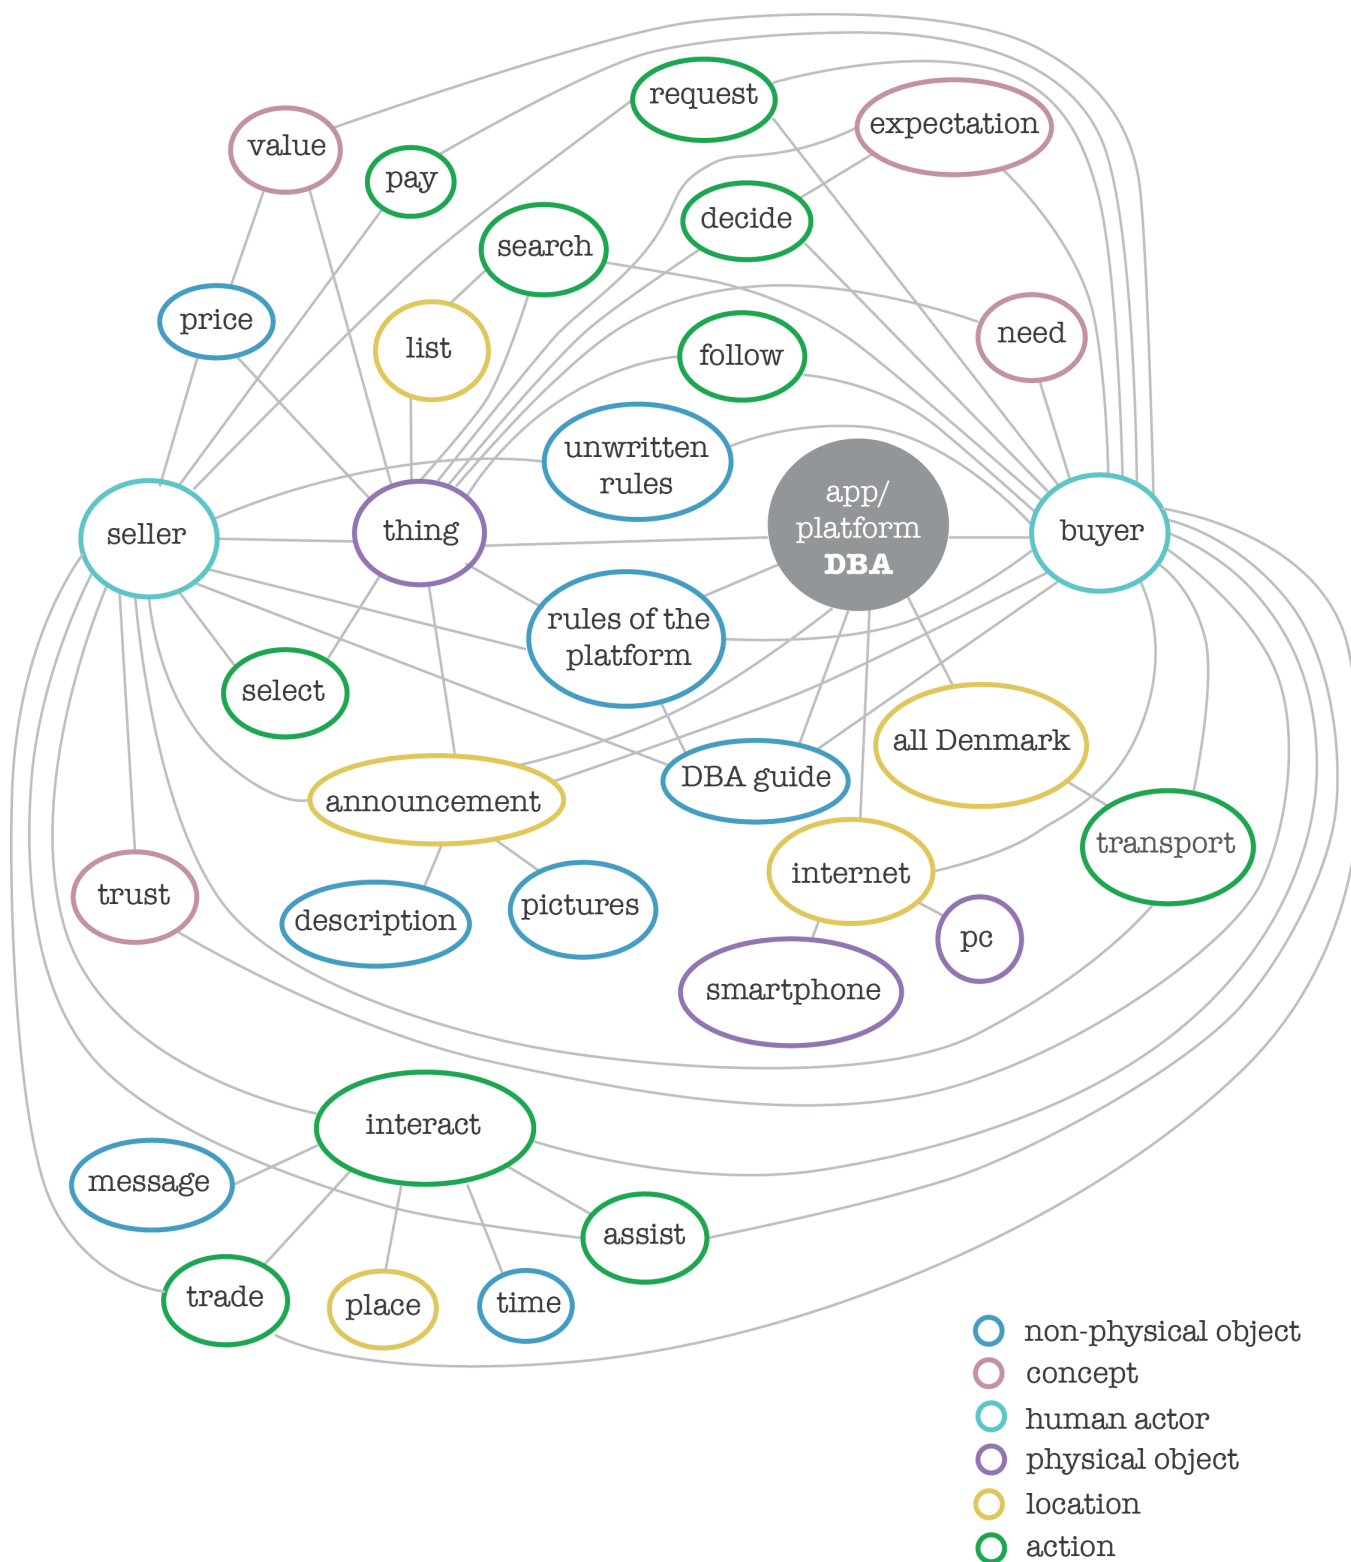 request
expectation
value
pay
decide
search
price
list
need
follow
unwritten
rules
app/
platform
DBA
seller
thing
buyer
rules of the
platform
select
all Denmark
DBA guide
announcement
transport
internet
trust
description
pictures
pc
smartphone
interact
message
assist
trade
place
time
non-physical object
concept
human actor
physical object
location
action